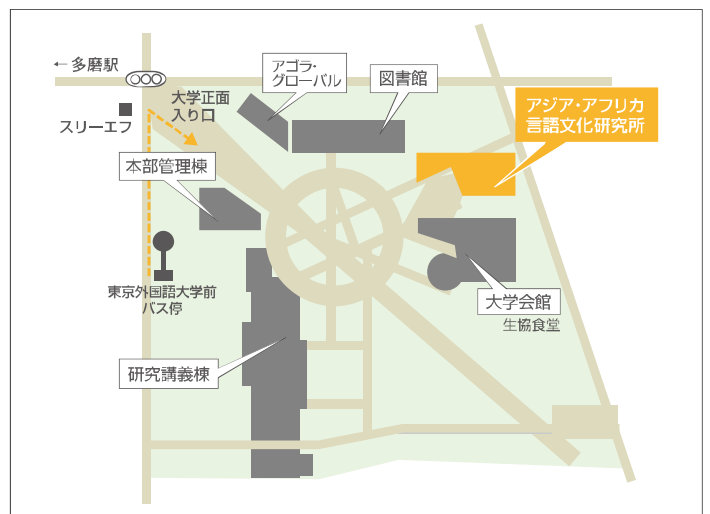 ←多磨駅
アゴラ・
グローバル
図書館
大学正面
入り口
アジア・アフリカ
言語文化研究所
スリーエフ
本部管理棟
東京外国語大学前
バス停
大学会館
生協食堂
研究講義棟